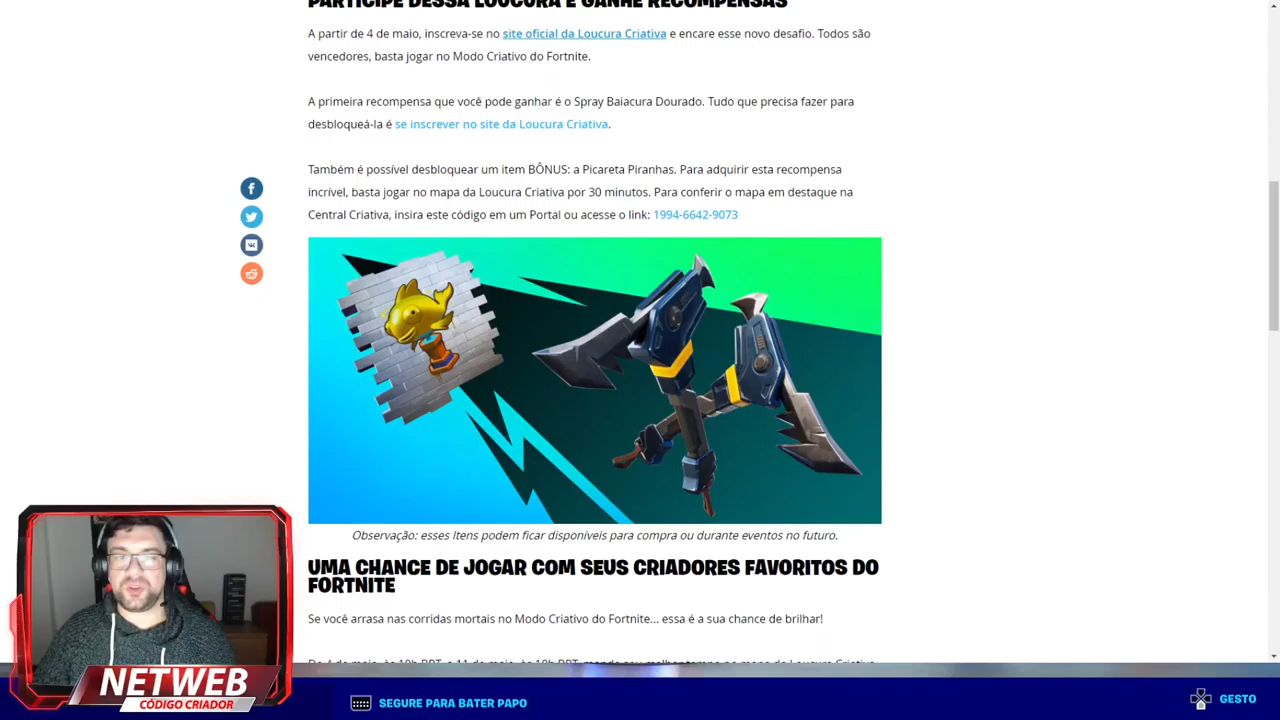 PARTICIPE DESSA LOUCURA E GANHE RECOMPENSAS
A partir de 4 de maio, inscreva-se no site oficial da Loucura Criativa e encare esse novo desafio. Todos são
vencedores, basta jogar no Modo Criativo do Fortnite.
A primeira recompensa que você pode ganhar é o Spray Baiacura Dourado. Tudo que precisa fazer para
desbloqueá-la é se inscrever no site da Loucura Criativa.
Também é possível desbloquear um item BÔNUS: a Picareta Piranhas. Para adquirir esta recompensa
incrível, basta jogar no mapa da Loucura Criativa por 30 minutos. Para conferir o mapa em destaque na
Central Criativa, insira este código em um Portal ou acesse o link: 1994-6642-9073
Observação: esses Itens podem ficar disponíveis para compra ou durante eventos no futuro.
UMA CHANCE DE JOGAR COM SEUS CRIADORES FAVORITOS DO
FORTNITE
Se você arrasa nas corridas mortais no Modo Criativo do Fortnite... essa é a sua chance de brilhar!
NETWEB
CÓDIGO CRIADOR
SEGURE PARA BATER PAPO
GESTO